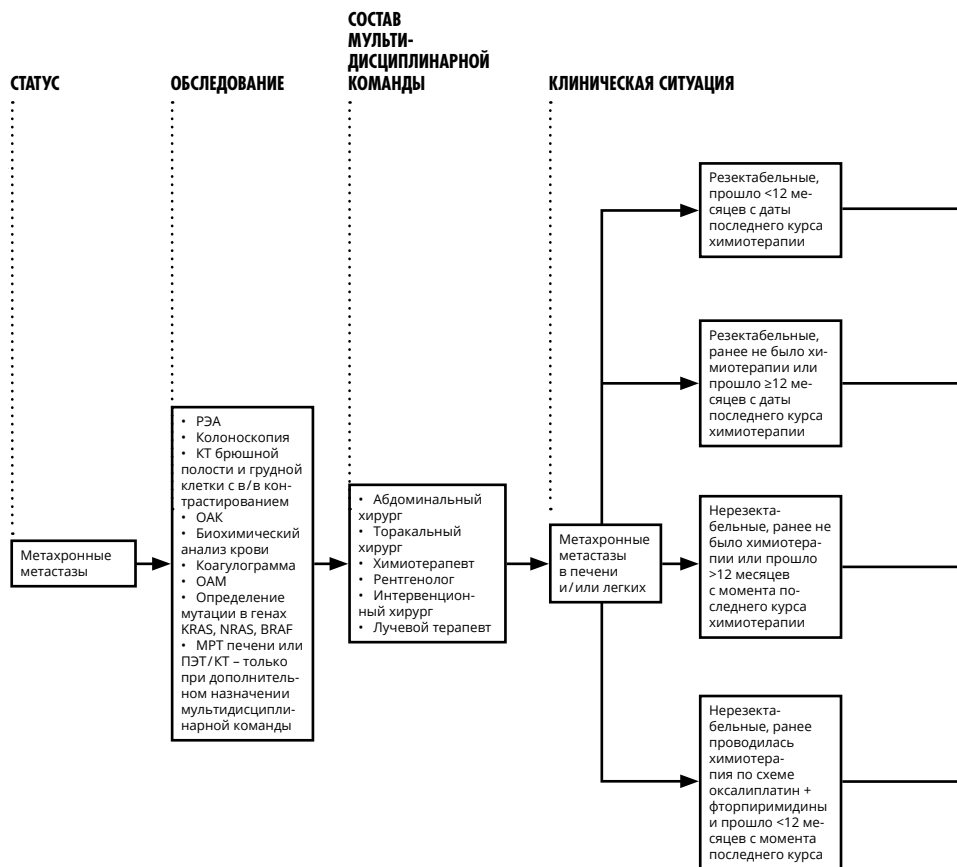 СТАТУС
ОБСЛЕДОВАНИЕ
СОСТАВ
МУЛЬТИ-
ДИСЦИПЛИНАРНОЙ
КОМАНДЫ
КЛИНИЧЕСКАЯ СИТУАЦИЯ
Метахронные
метастазы
• РЭА
• Колоноскопия
• КТ брюшной
полости и грудной
клетки с в/в кон-
трастированием
• ОАК
• Биохимический
анализ крови
• Коагулограмма
• ОАМ
• Определение
мутации в генах
KRAS, NRAS, BRAF
• МРТ печени или
ПЭТ/КТ – только
при дополнитель-
ном назначении
мультидисципли-
нарной команды
• Абдоминальный
хирург
• Торакальный
хирург
• Химиотерапевт
• Рентгенолог
• Интервенцион-
ный хирург
• Лучевой терапевт
Метахронные
метастазы
в печени
и/или легких
Резектабельные,
прошло <12 ме-
сяцев с даты
последнего курса
химиотерапии
Резектабельные,
ранее не было хи-
миотерапии или
прошло ≥12 ме-
сяцев с даты
последнего курса
химиотерапии
Нерезекта-
бельные, ранее не
было химиотера-
пии или прошло
>12 месяцев
с момента по-
следнего курса
химиотерапии
Нерезекта-
бельные, ранее
проводилась
химиотера-
пия по схеме
оксалиплатин +
фторпиримидины
и прошло <12 ме-
сяцев с момента
последнего курса